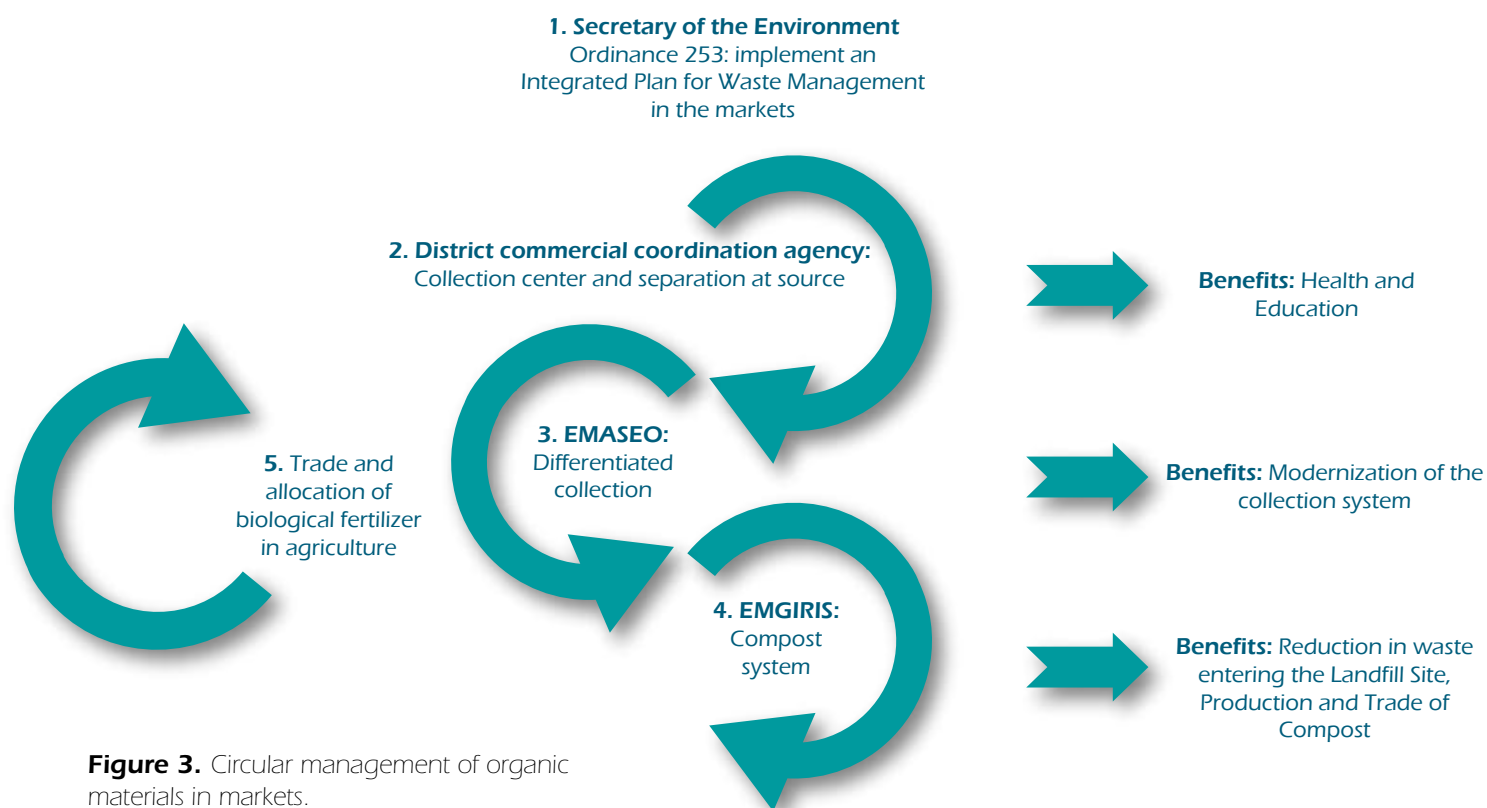 1. Secretary of the Environment
Ordinance 253: implement an
Integrated Plan for Waste Management
in the markets
2. District commercial coordination agency:
Collection center and separation at source
Benefits: Health and
Education
3. EMASEO:
Differentiated
collection
5. Trade and
allocation of
biological fertilizer
in agriculture
Benefits: Modernization of the
collection system
4. EMGIRIS:
Compost
system
Benefits: Reduction in waste
entering the Landfill Site,
Production and Trade of
Compost
Figure 3. Circular management of organic
materials in markets.